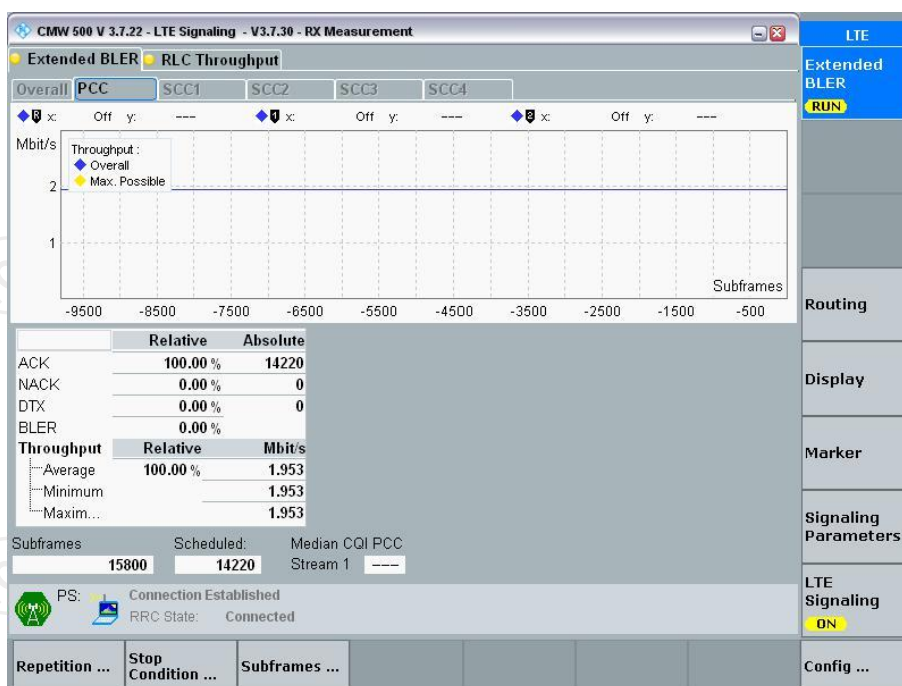 CMW 500 V 3.7.22 - LTE Signaling - V3.7.30 - RX Measurement
LTE
Extended BLER RLC Throughput
Extended
BLER
RUN
Overall PCC SCC1 SCC2 SCC3 SCC4
R x: Off y: --- 1 x: Off y: --- 2 x: Off y: ---
Mbit/s
Throughput :
Overall
Max. Possible
2
1
Subframes
-9500 -8500 -7500 -6500 -5500 -4500 -3500 -2500 -1500 -500
Routing
Relative Absolute
ACK 100.00 % 14220
NACK 0.00 % 0
DTX 0.00 % 0
BLER 0.00 %
Throughput Relative Mbit/s
Average 100.00 % 1.953
Minimum 1.953
Maxim... 1.953
Display
Marker
Signaling
Parameters
Subframes Scheduled: Median CQI PCC
15800 14220 Stream 1 ---
PS: Connection Established
RRC State: Connected
LTE
Signaling
ON
Repetition ...
Stop
Condition ...
Subframes ...
Config ...